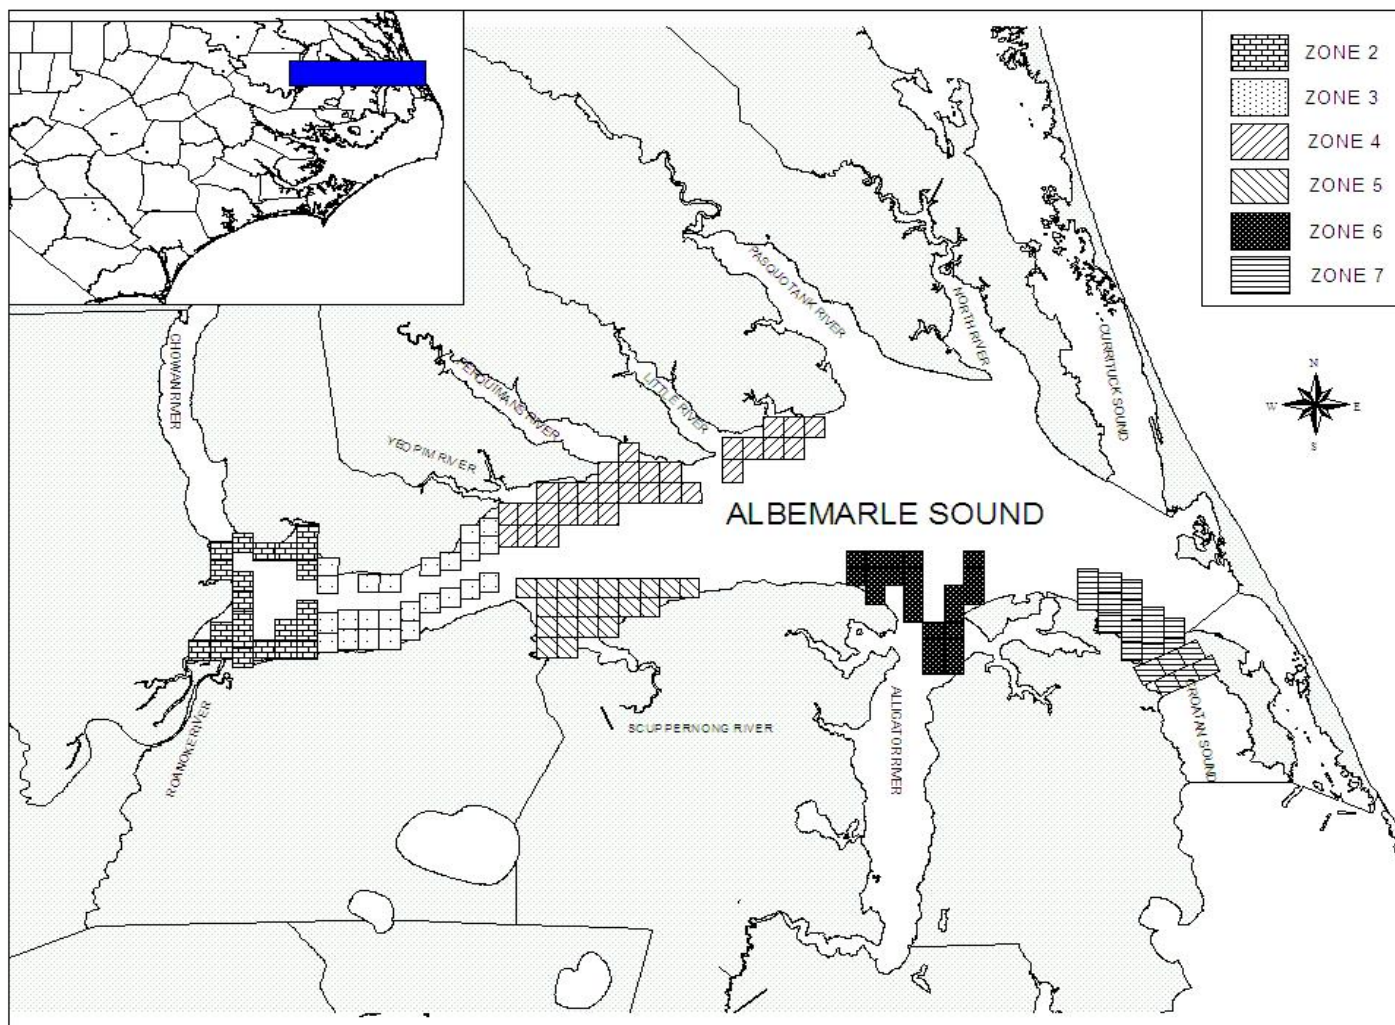 ZONE 2
ZONE 3
ZONE 4
ZONE 5
ZONE 6
ZONE 7
N
W
E
S
CHOWAN RIVER
PERQUIMANS RIVER
YEOPIM RIVER
LITTLE RIVER
PASQUOTANK RIVER
NORTH RIVER
CURRITUCK SOUND
ALBEMARLE SOUND
ROANOKE RIVER
SCUPPERNONG RIVER
ALLIGATOR RIVER
CROATAN SOUND